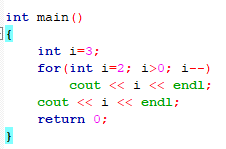 int main()
{
    int i=3;
    for(int i=2; i>0; i--)
        cout << i << endl;
    cout << i << endl;
    return 0;
}